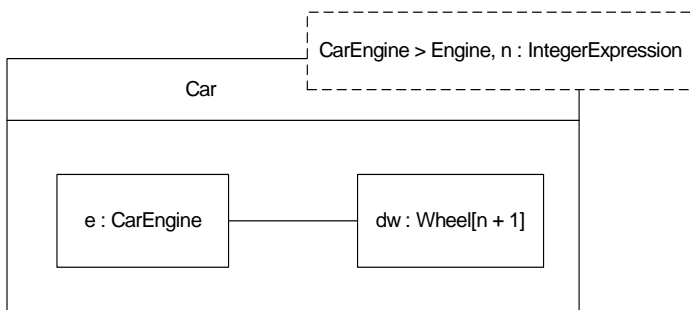 CarEngine > Engine, n : IntegerExpression
Car
e : CarEngine
dw : Wheel[n + 1]